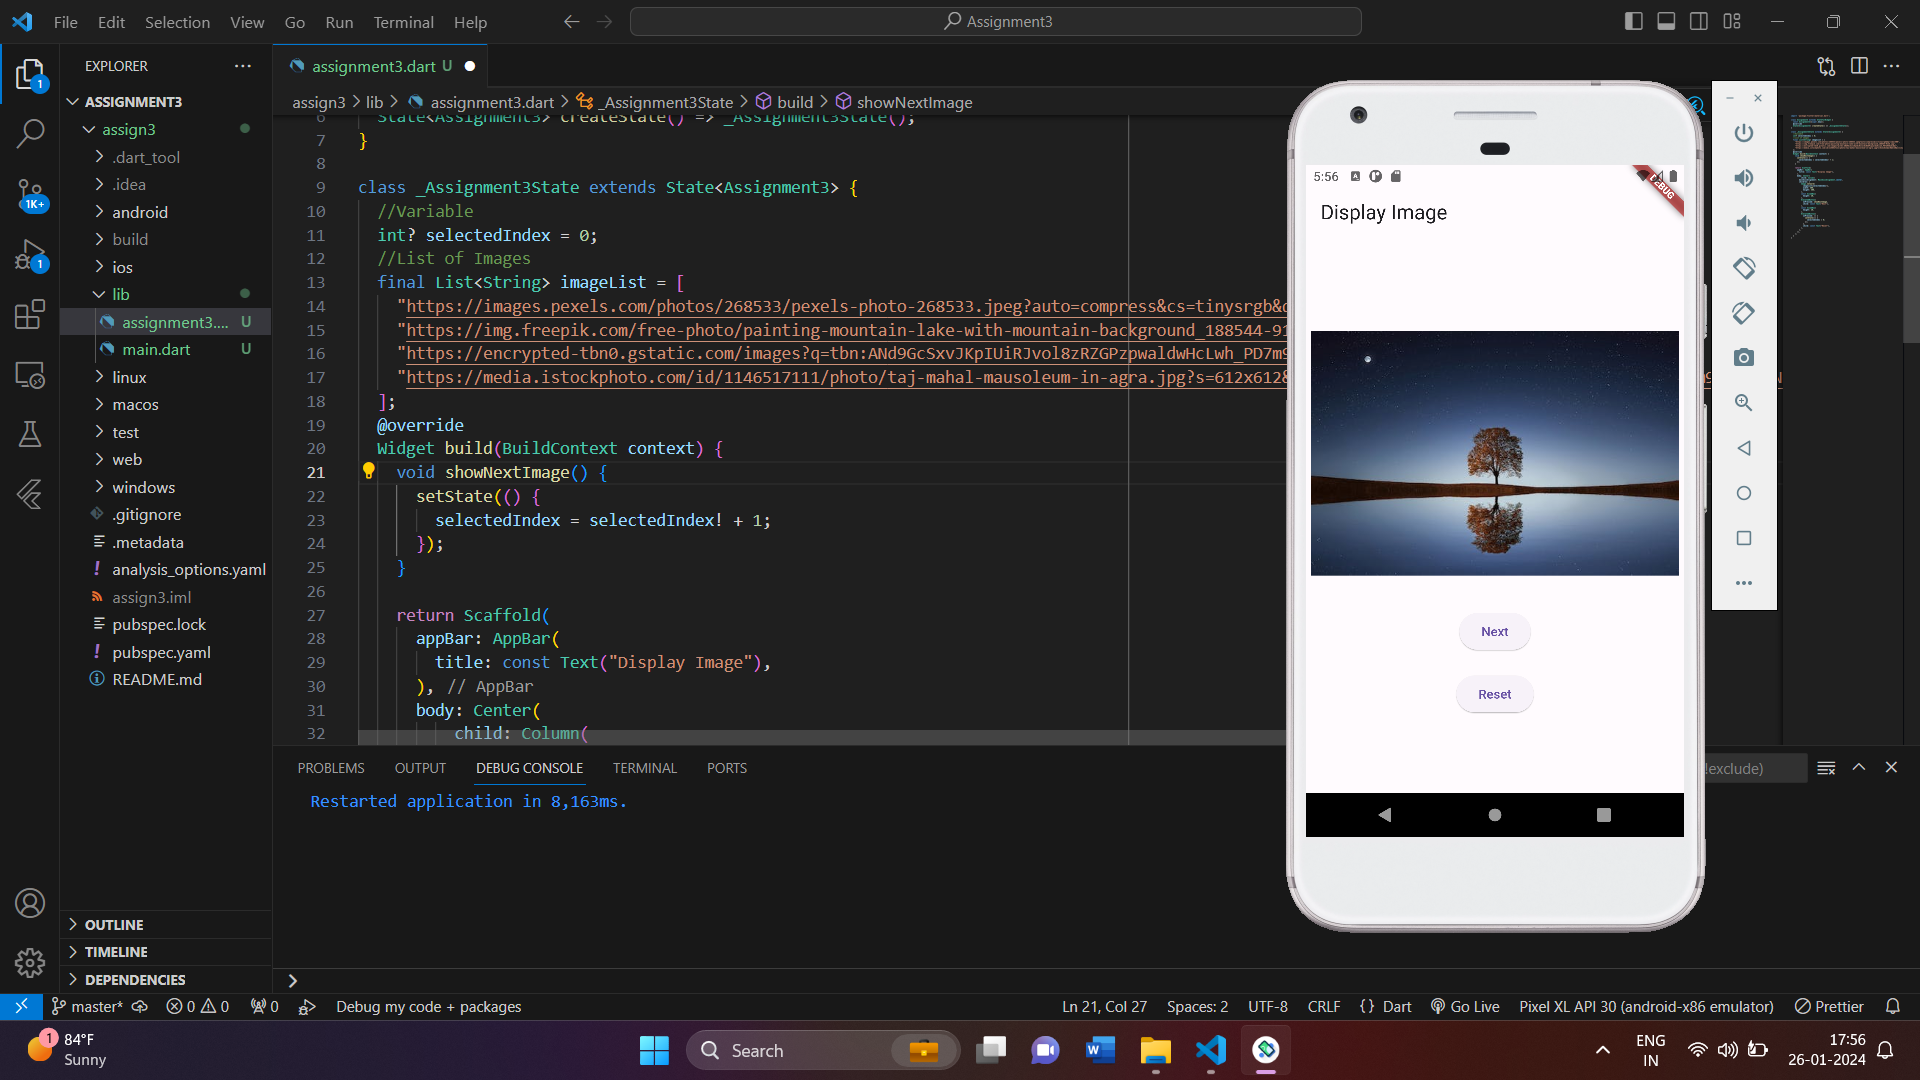 File Edit Selection View Go Run Terminal Help
Assignment3
EXPLORER
1
ASSIGNMENT3
assign3
.dart_tool
.idea
android
build
ios
lib
assignment3.... U
main.dart U
linux
macos
test
web
windows
.gitignore
.metadata
! analysis_options.yaml
assign3.iml
pubspec.lock
! pubspec.yaml
README.md
OUTLINE
TIMELINE
DEPENDENCIES
1K+
1
assignment3.dart U
assign3 > lib > assignment3.dart > _Assignment3State > build > showNextImage
6 State<Assignment3> createState() => _Assignment3State();
7 }
8
9 class _Assignment3State extends State<Assignment3> {
10 //Variable
11 int? selectedIndex = 0;
12 //List of Images
13 final List<String> imageList = [
14 "https://images.pexels.com/photos/268533/pexels-photo-268533.jpeg?auto=compress&cs=tinysrgb&
15 "https://img.freepik.com/free-photo/painting-mountain-lake-with-mountain-background_188544-91
16 "https://encrypted-tbn0.gstatic.com/images?q=tbn:ANd9GcSxvJKpIUiRJvol8zRZGPzpwaldwHcLwh_PD7m9
17 "https://media.istockphoto.com/id/1146517111/photo/taj-mahal-mausoleum-in-agra.jpg?s=612x612&
18 ];
19 @override
20 Widget build(BuildContext context) {
21 void showNextImage() {
22 setState(() {
23 selectedIndex = selectedIndex! + 1;
24 });
25 }
26
27 return Scaffold(
28 appBar: AppBar(
29 title: const Text("Display Image"),
30 ), // AppBar
31 body: Center(
32 child: Column(
PROBLEMS OUTPUT DEBUG CONSOLE TERMINAL PORTS
!exclude)
Restarted application in 8,163ms.
5:56
DEBUG
Display Image
Next
Reset
master* 0 0 0 Debug my code + packages
Ln 21, Col 27 Spaces: 2 UTF-8 CRLF {} Dart Go Live Pixel XL API 30 (android-x86 emulator) Prettier
1
84°F
Sunny
Search
ENG
IN
17:56
26-01-2024